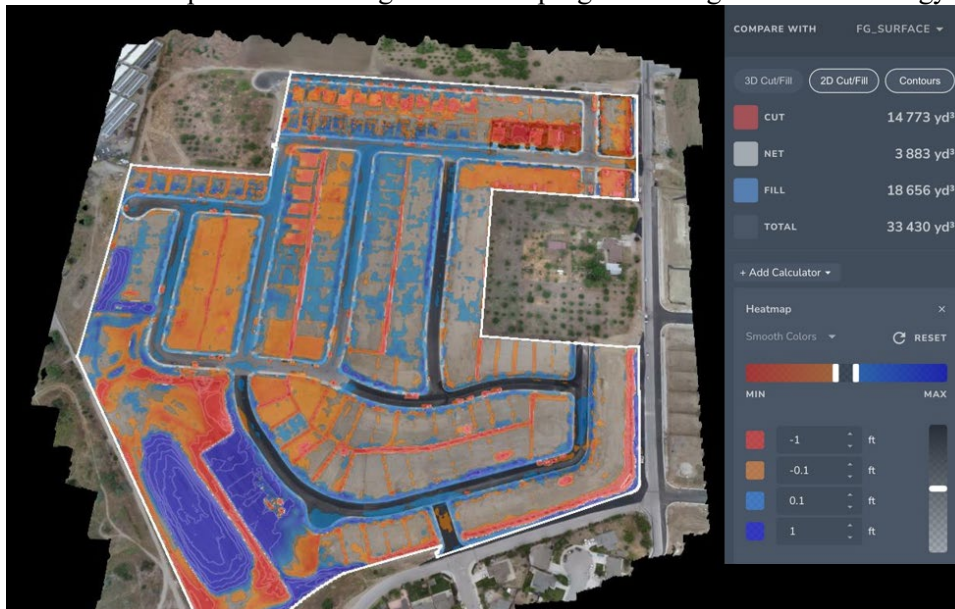 COMPARE WITH FG_SURFACE
3D Cut/Fill 2D Cut/Fill Contours
CUT 14 773 yd³
NET 3 883 yd³
FILL 18 656 yd³
TOTAL 33 430 yd³
+ Add Calculator
Heatmap ×
Smooth Colors RESET
MIN MAX
-1 ft
-0.1 ft
0.1 ft
1 ft